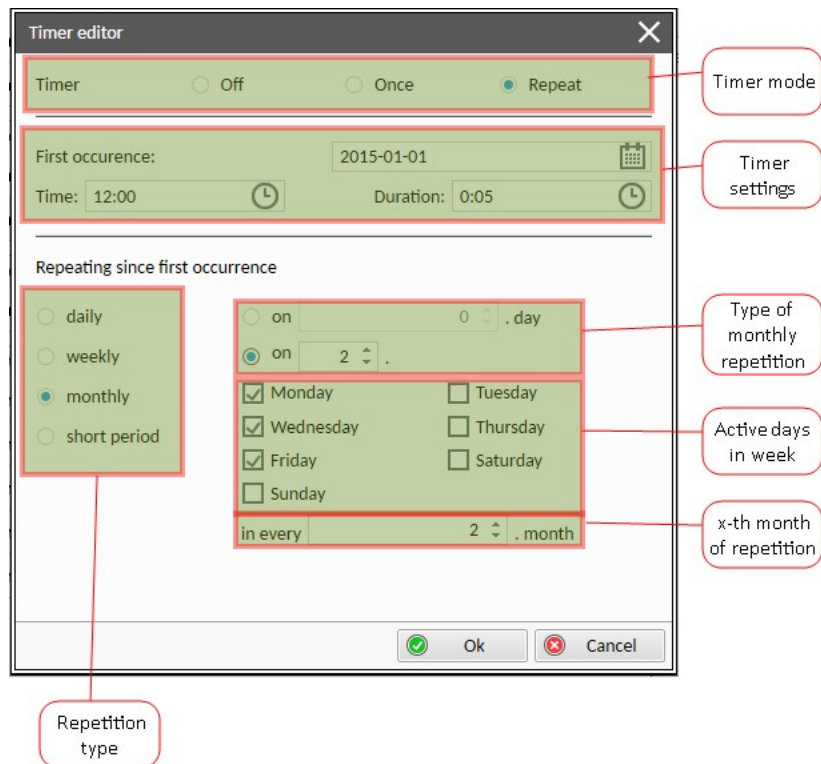 Timer editor
Timer Off Once Repeat
Timer mode
First occurence: 2015-01-01
Time: 12:00 Duration: 0:05
Timer
settings
Repeating since first occurrence
daily
weekly
monthly
short period
on 0 . day
on 2 .
Type of
monthly
repetition
Monday Tuesday
Wednesday Thursday
Friday Saturday
Sunday
Active days
in week
in every 2 . month
x-th month
of repetition
Ok Cancel
Repetition
type